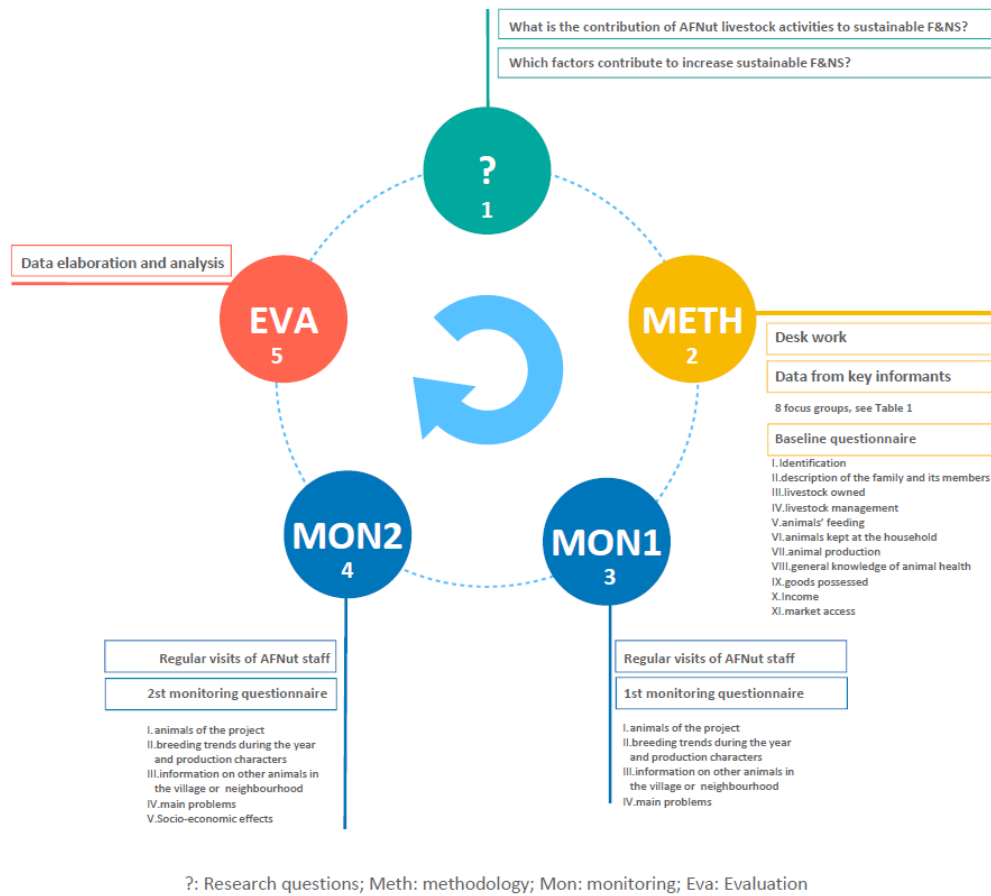 What is the contribution of AFNut livestock activities to sustainable F&NS?
Which factors contribute to increase sustainable F&NS?
?
1
Data elaboration and analysis
EVA
5
METH
2
Desk work
Data from key informants
8 focus groups, see Table 1
Baseline questionnaire
I.Identification
II.description of the family and its members
III.livestock owned
IV.livestock management
V.animals' feeding
VI.animals kept at the household
VII.animal production
VIII.general knowledge of animal health
IX.goods possessed
X.Income
XI.market access
MON2
4
MON1
3
Regular visits of AFNut staff
2st monitoring questionnaire
I.animals of the project
II.breeding trends during the year
and production characters
III.information on other animals in
the village or neighbourhood
IV.main problems
V.Socio-economic effects
Regular visits of AFNut staff
1st monitoring questionnaire
I.animals of the project
II.breeding trends during the year
and production characters
III.information on other animals in
the village or neighbourhood
IV.main problems
?: Research questions; Meth: methodology; Mon: monitoring; Eva: Evaluation